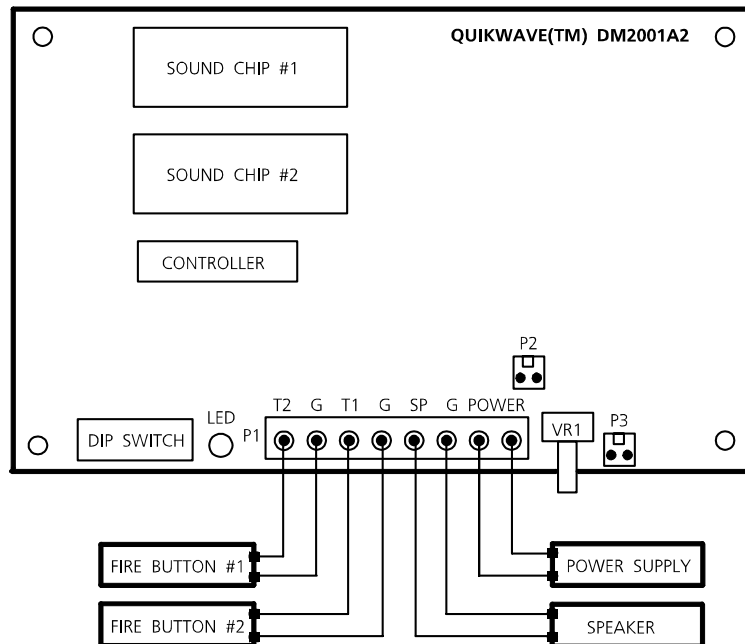 QUIKWAVE(TM) DM2001A2
SOUND CHIP #1
SOUND CHIP #2
CONTROLLER
P2
T2 G T1 G SP G POWER
LED
P1
DIP SWITCH
VR1
P3
FIRE BUTTON #1
POWER SUPPLY
FIRE BUTTON #2
SPEAKER